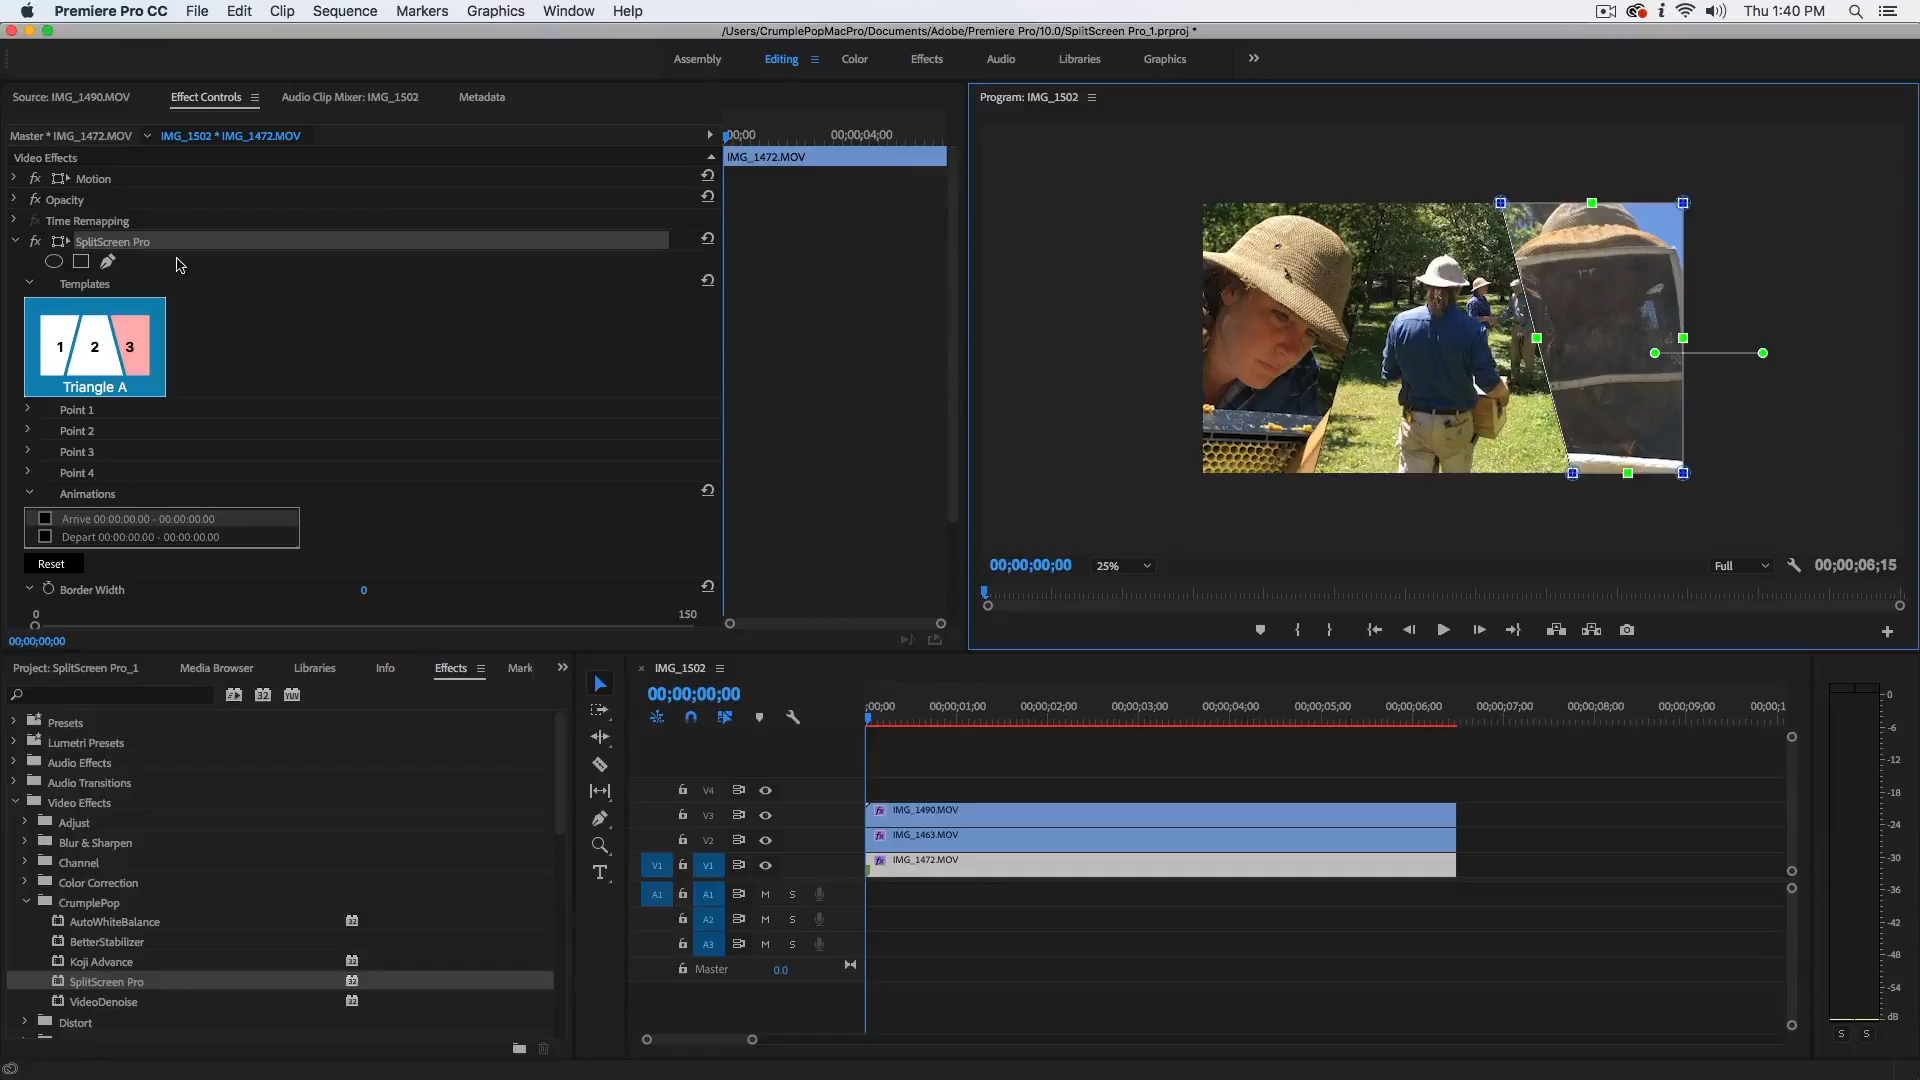 Premiere Pro CC File Edit Clip Sequence Markers Graphics Window Help Thu 1:40 PM
/Users/CrumplePopMacPro/Documents/Adobe/Premiere Pro/10.0/SplitScreen Pro_1.prproj *
Assembly Editing Color Effects Audio Libraries Graphics
Source: IMG_1490.MOV Effect Controls Audio Clip Mixer: IMG_1502 Metadata
Program: IMG_1502
Master * IMG_1472.MOV IMG_1502 * IMG_1472.MOV
00;00 00;00;04;00
Video Effects
IMG_1472.MOV
fx Motion
fx Opacity
fx Time Remapping
fx SplitScreen Pro
Templates
1 2 3
Triangle A
Point 1
Point 2
Point 3
Point 4
Animations
Arrive 00:00:00.00 - 00:00:00.00
Depart 00:00:00.00 - 00:00:00.00
Reset
Border Width 0
0 150
00;00;00;00
00;00;00;00 25% Full 00;00;06;15
Project: SplitScreen Pro_1 Media Browser Libraries Info Effects Mark
32 YUV
Presets
Lumetri Presets
Audio Effects
Audio Transitions
Video Effects
Adjust
Blur & Sharpen
Channel
Color Correction
CrumplePop
AutoWhiteBalance 32
BetterStabilizer
Koji Advance 32
SplitScreen Pro 32
VideoDenoise 32
Distort
T
IMG_1502
00;00;00;00
;00;00 00;00;01;00 00;00;02;00 00;00;03;00 00;00;04;00 00;00;05;00 00;00;06;00 00;00;07;00 00;00;08;00 00;00;09;00 00;00;1
V4
V3 fx IMG_1490.MOV
V2 fx IMG_1463.MOV
V1 V1 fx IMG_1472.MOV
A1 A1 M S
A2 M S
A3 M S
Master 0.0
0
-6
-12
-18
-24
-30
-36
-42
-48
-54
dB
S S